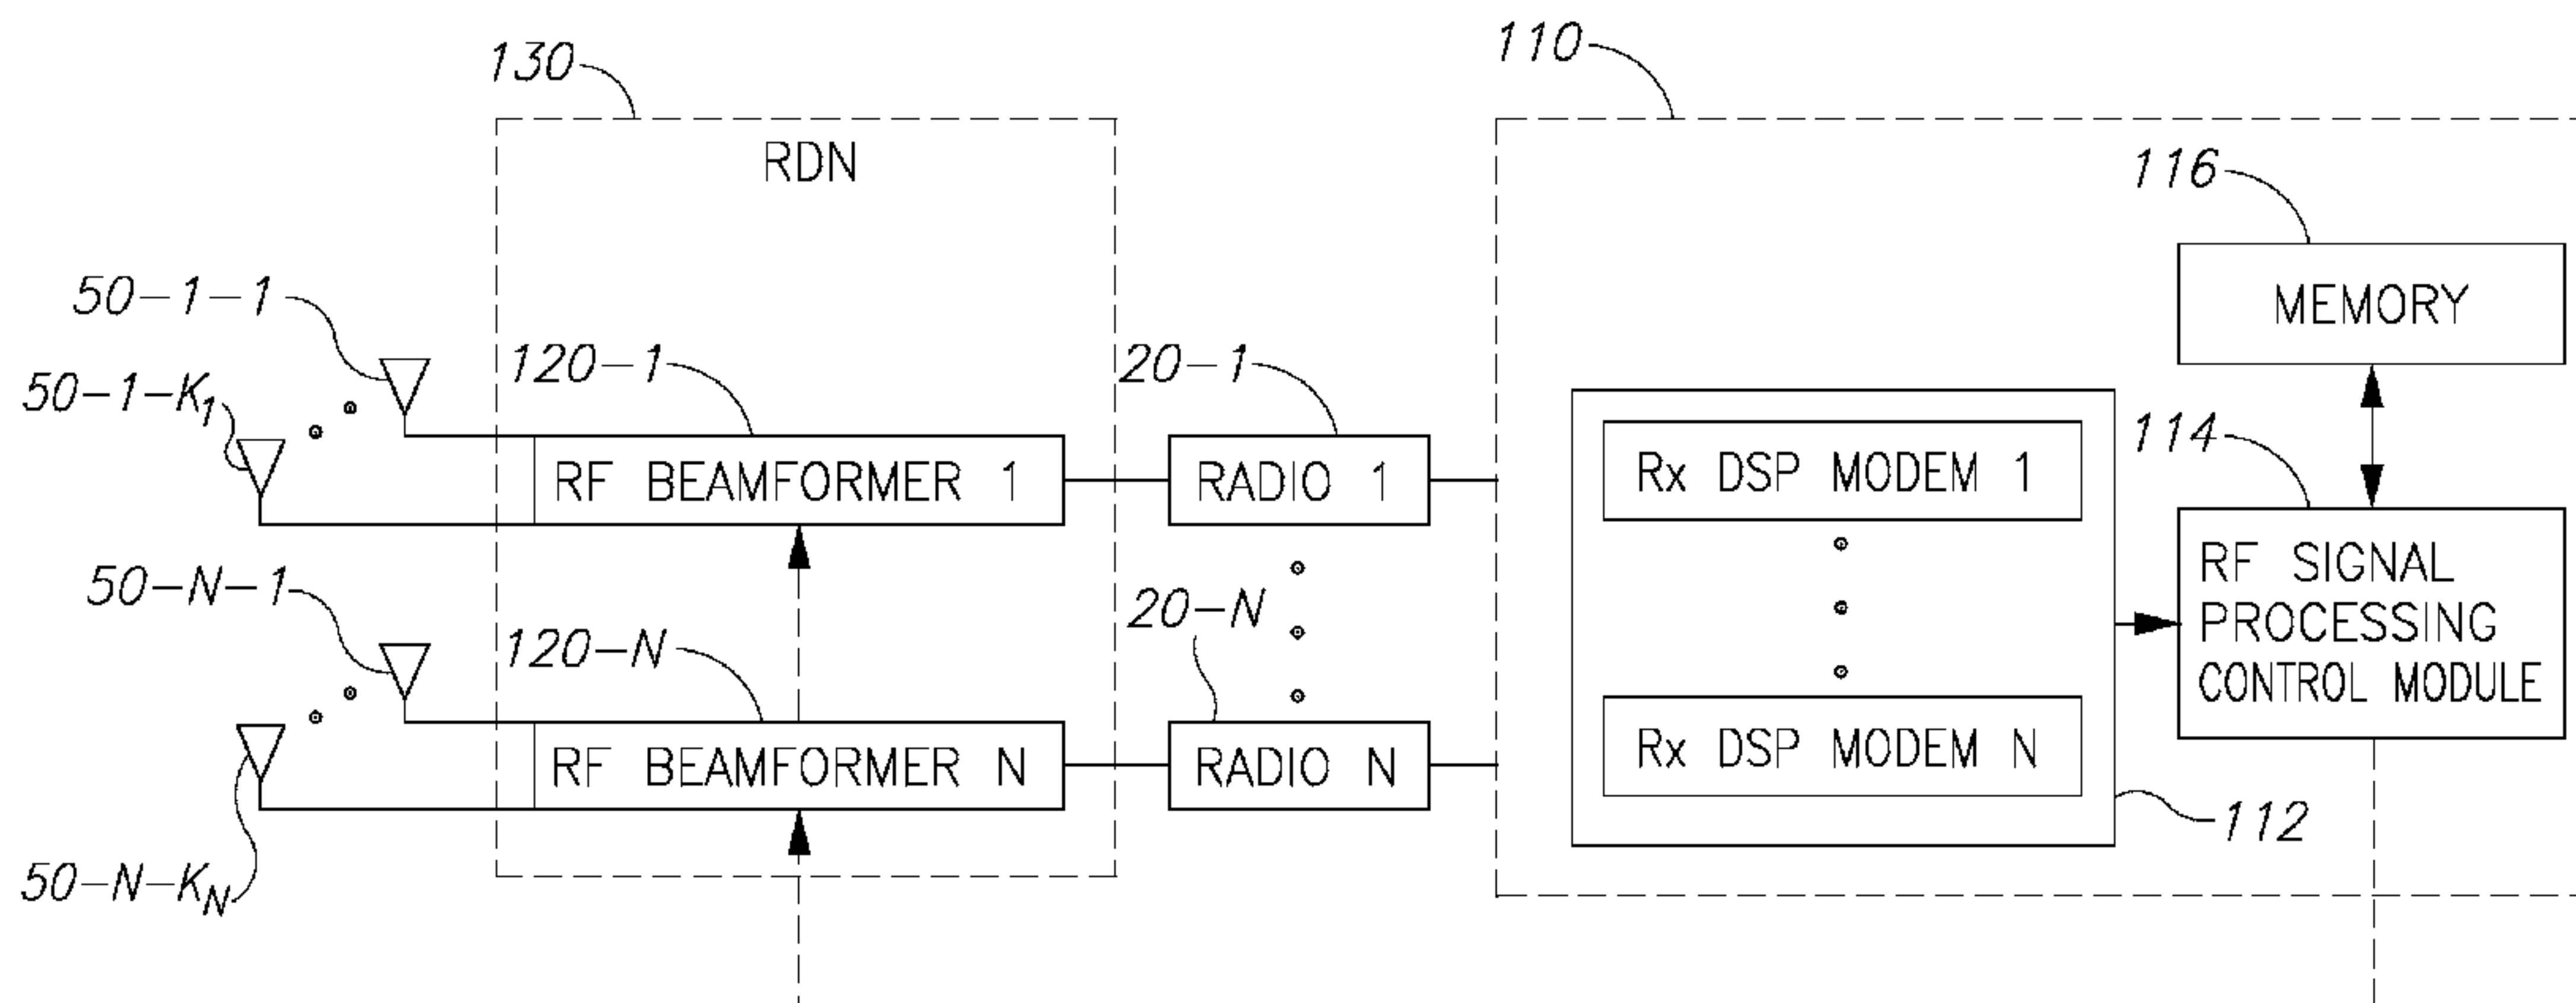 110
130
RDN
116
MEMORY
50-1-1
120-1
20-1
50-1-K₁
114
RF BEAMFORMER 1
RADIO 1
Rx DSP MODEM 1
RF SIGNAL
PROCESSING
CONTROL MODULE
50-N-1
20-N
120-N
RF BEAMFORMER N
RADIO N
Rx DSP MODEM N
112
50-N-K_N